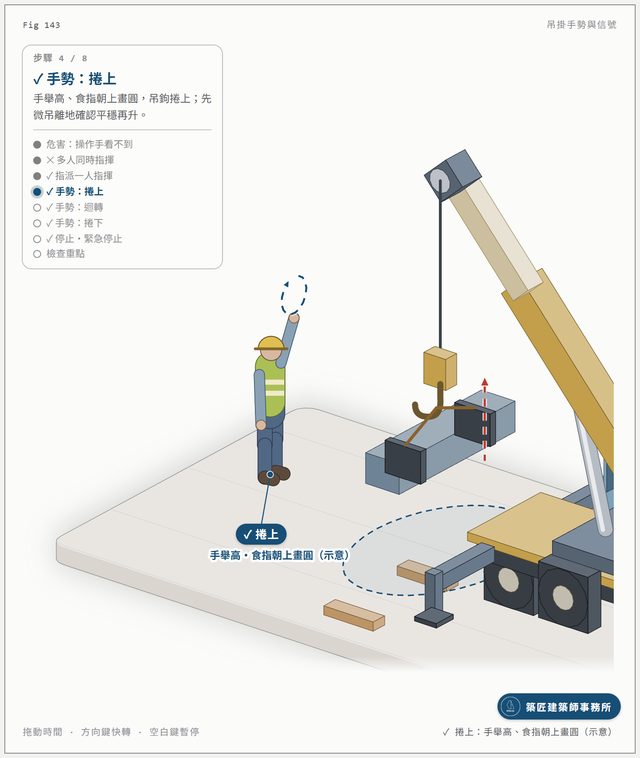 Fig 143
吊掛手勢與信號
步驟 4 / 8
✓手勢：捲上
手舉高、食指朝上畫圓，吊鉤捲上；先
微吊離地確認平穩再升。
危害：操作手看不到
✕多人同時指揮
✓指派一人指揮
✓手勢：捲上
✓手勢：迴轉
✓手勢：捲下
✓停止・緊急停止
檢查重點
✓ 捲上
手舉高・食指朝上畫圓（示意）
築匠建築師事務所
拖動時間 · 方向鍵快轉 · 空白鍵暫停
✓ 捲上：手舉高、食指朝上畫圓（示意）